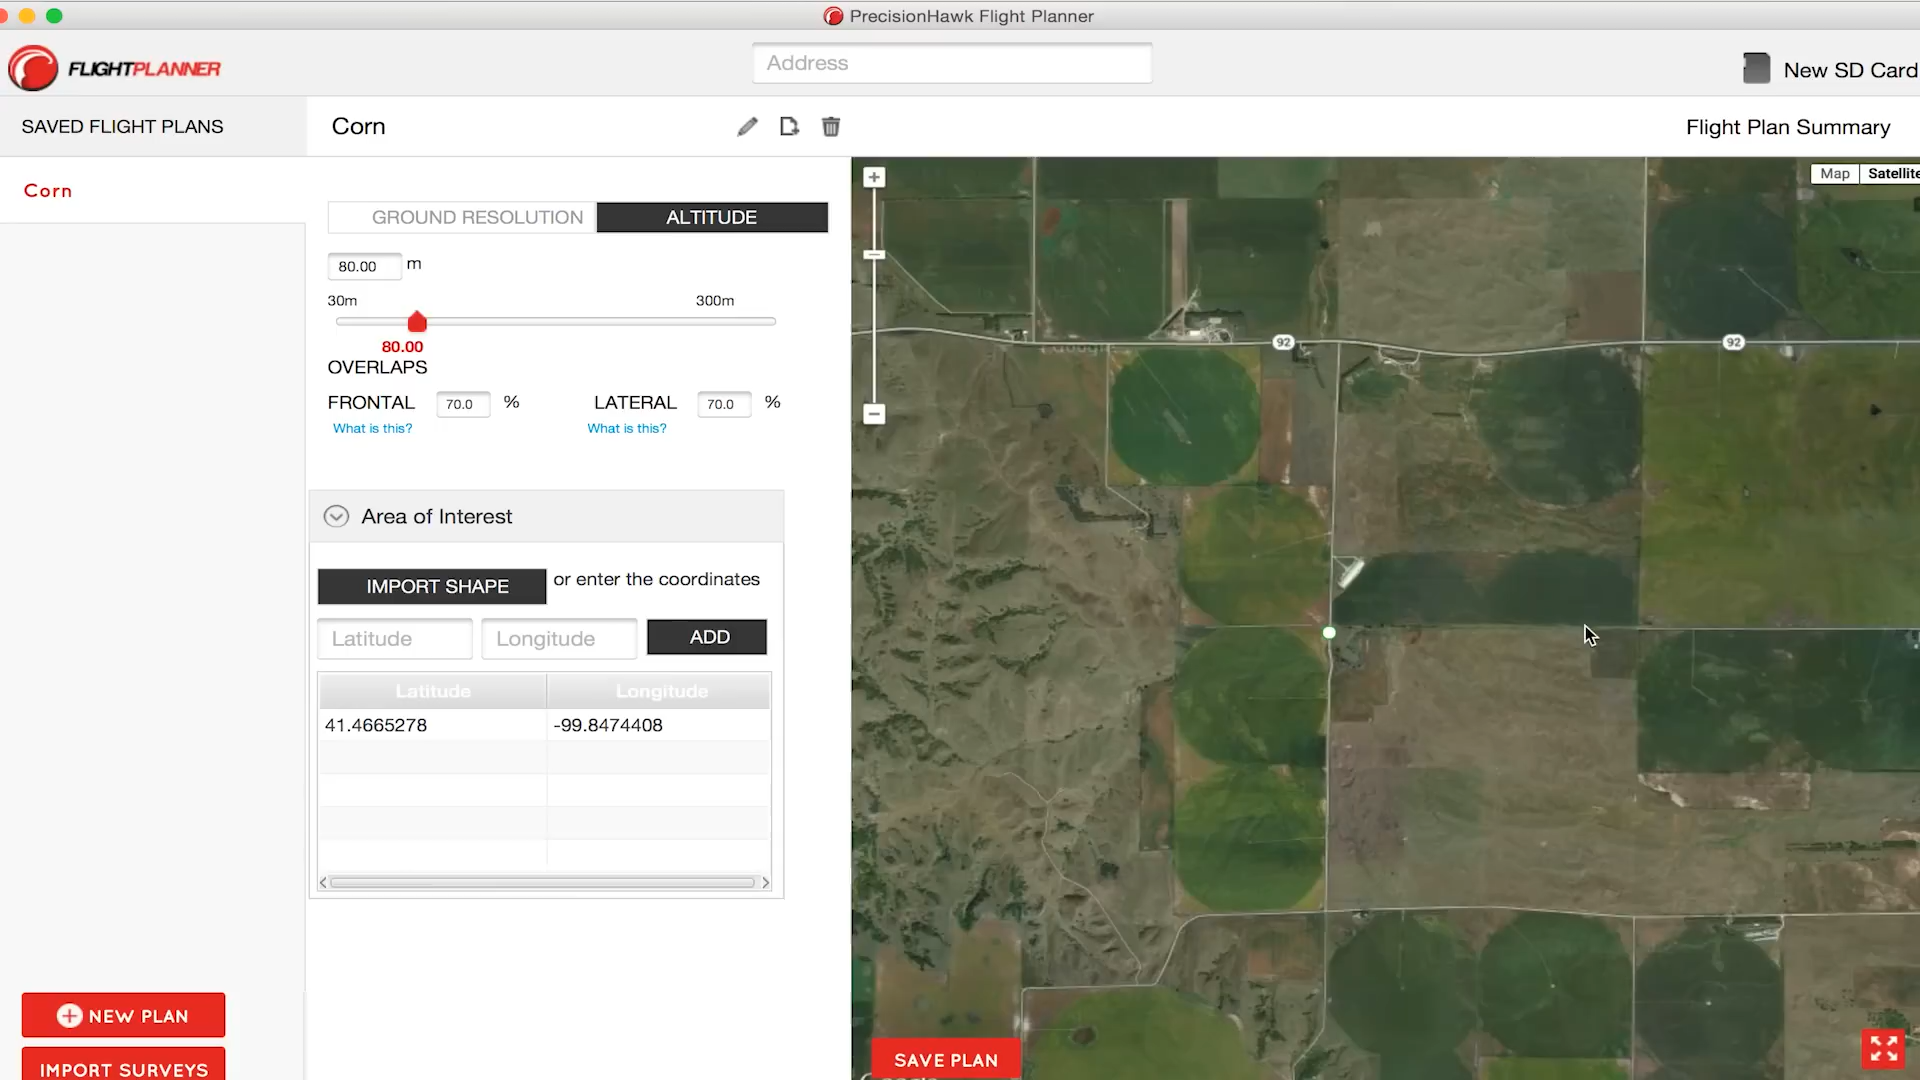 PrecisionHawk Flight Planner
FLIGHTPLANNER
Address
New SD Card
SAVED FLIGHT PLANS
Corn
Flight Plan Summary
Corn
GROUND RESOLUTION
ALTITUDE
80.00 m
30m
300m
80.00
OVERLAPS
FRONTAL 70.0 %
LATERAL 70.0 %
What is this?
What is this?
Area of Interest
IMPORT SHAPE
or enter the coordinates
Latitude
Longitude
ADD
Latitude
Longitude
41.4665278
-99.8474408
NEW PLAN
IMPORT SURVEYS
Map
Satellite
92
92
Google
SAVE PLAN